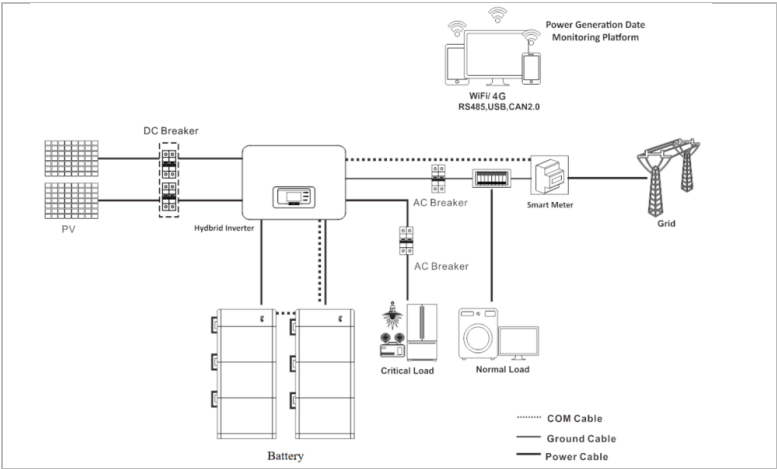 Power Generation Date
Monitoring Platform
WiFi/ 4G
RS485,USB,CAN2.0
DC Breaker
PV
Hydbrid Inverter
AC Breaker
Smart Meter
Grid
AC Breaker
Critical Load
Normal Load
Battery
COM Cable
Ground Cable
Power Cable